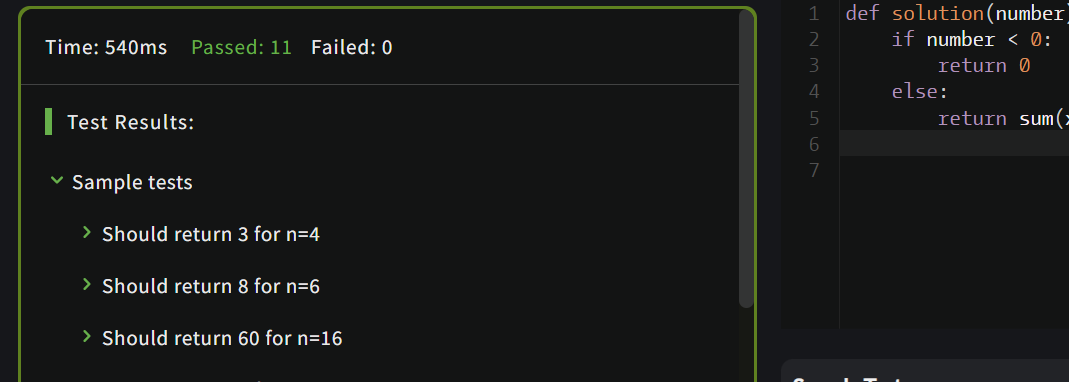 Time: 540ms Passed: 11 Failed: 0
Test Results:
Sample tests
Should return 3 for n=4
Should return 8 for n=6
Should return 60 for n=16
1 def solution(number)
2 if number < 0:
3 return 0
4 else:
5 return sum(x
6
7